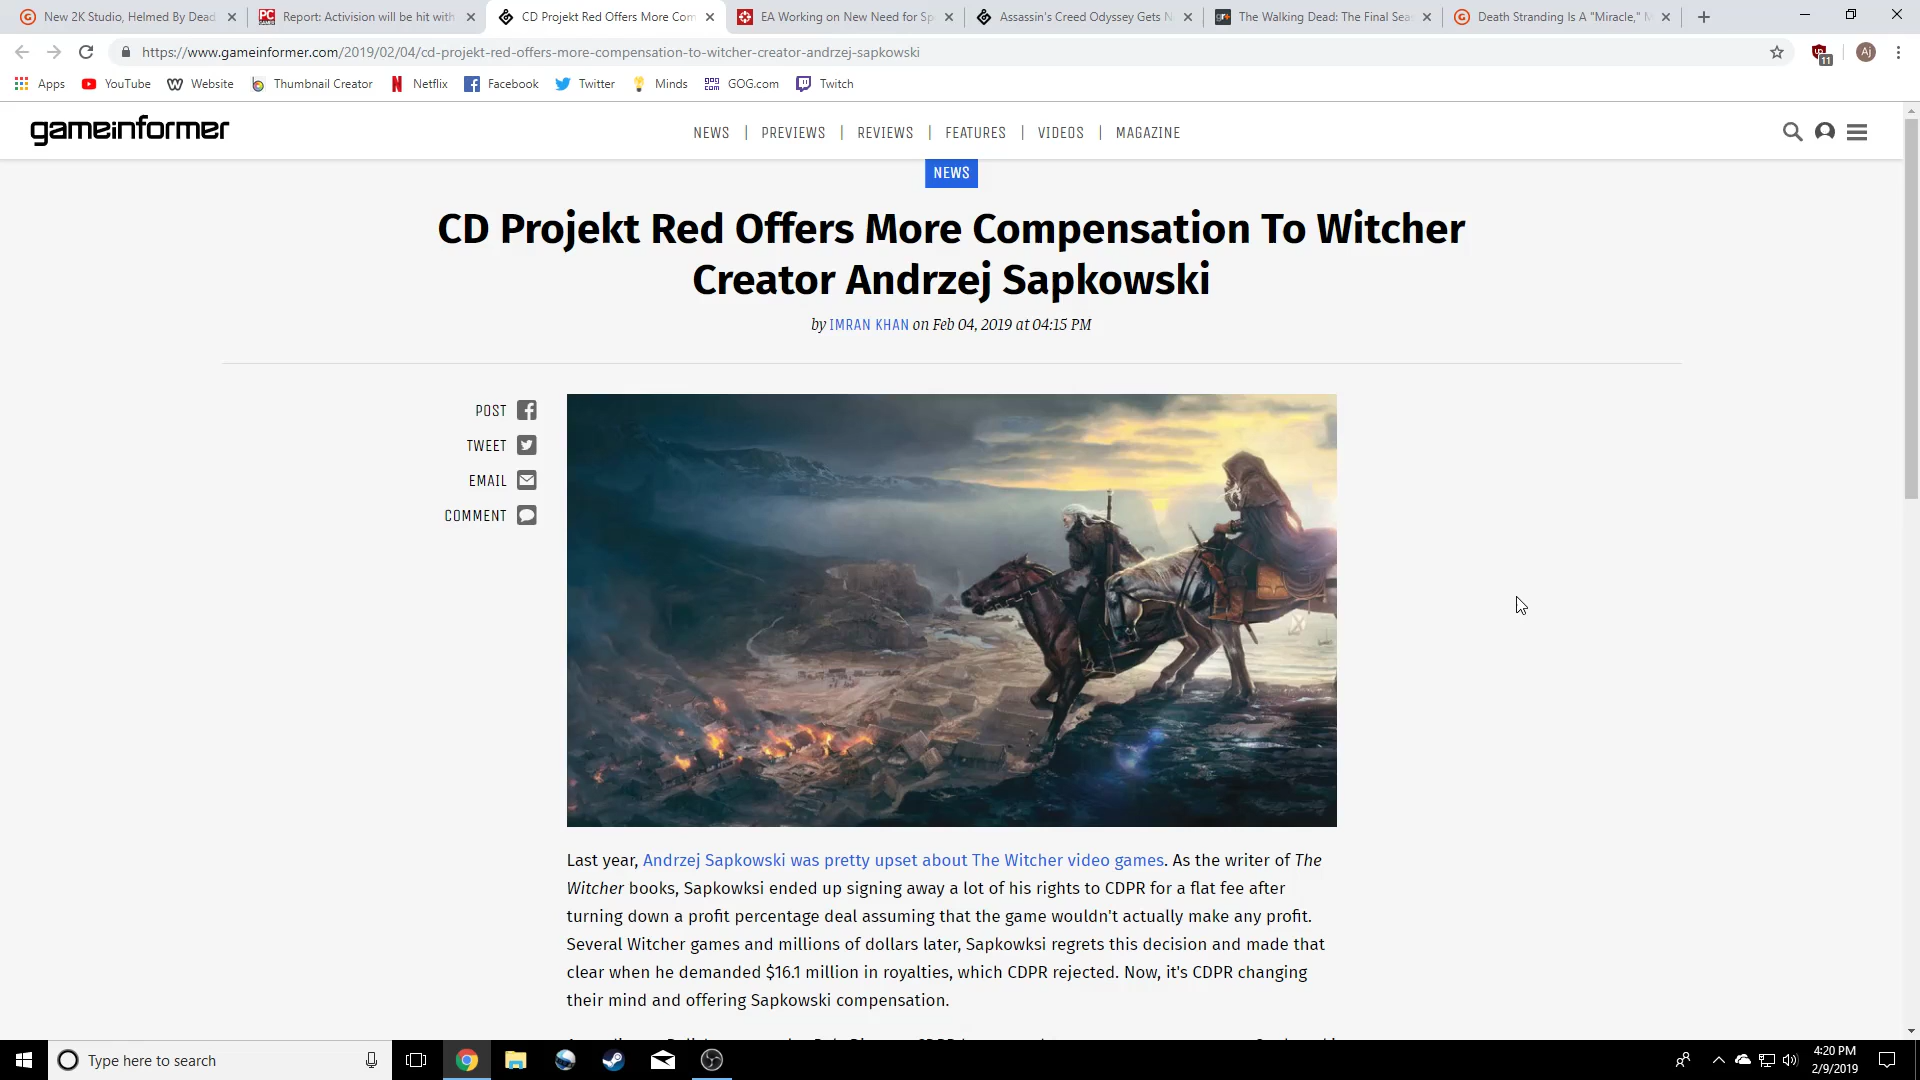 New 2K Studio, Helmed By Dead
Report: Activision will be hit with
CD Projekt Red Offers More Com
EA Working on New Need for Sp
Assassin's Creed Odyssey Gets N
The Walking Dead: The Final Sea
Death Stranding Is A "Miracle,"
https://www.gameinformer.com/2019/02/04/cd-projekt-red-offers-more-compensation-to-witcher-creator-andrzej-sapkowski
11
Aj
Apps
YouTube
Website
Thumbnail Creator
Netflix
Facebook
Twitter
Minds
GOG.com
Twitch
gameinformer
NEWS | PREVIEWS | REVIEWS | FEATURES | VIDEOS | MAGAZINE
NEWS
CD Projekt Red Offers More Compensation To Witcher
Creator Andrzej Sapkowski
by IMRAN KHAN on Feb 04, 2019 at 04:15 PM
POST
TWEET
EMAIL
COMMENT
Last year, Andrzej Sapkowski was pretty upset about The Witcher video games. As the writer of The
Witcher books, Sapkowksi ended up signing away a lot of his rights to CDPR for a flat fee after
turning down a profit percentage deal assuming that the game wouldn't actually make any profit.
Several Witcher games and millions of dollars later, Sapkowksi regrets this decision and made that
clear when he demanded $16.1 million in royalties, which CDPR rejected. Now, it's CDPR changing
their mind and offering Sapkowski compensation.
Type here to search
4:20 PM
2/9/2019